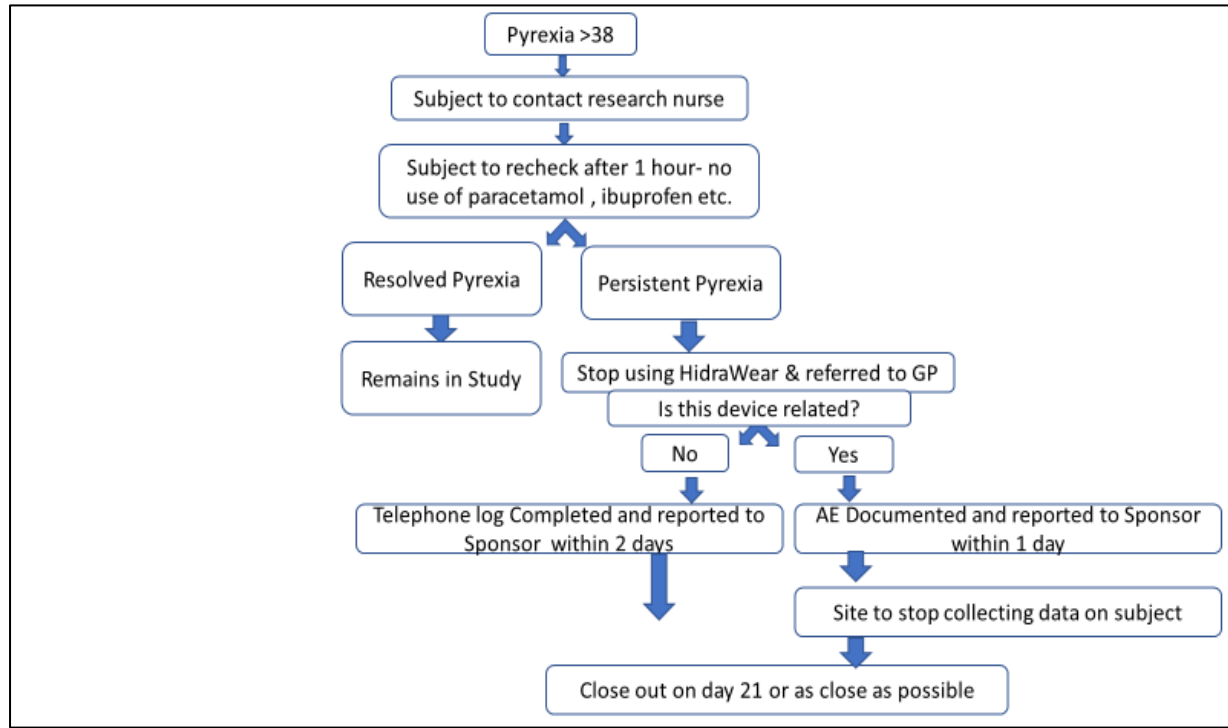 Pyrexia >38
Subject to contact research nurse
Subject to recheck after 1 hour- no
use of paracetamol , ibuprofen etc.
Resolved Pyrexia
Persistent Pyrexia
Remains in Study
Stop using HidraWear & referred to GP
Is this device related?
No
Yes
Telephone log Completed and reported to
Sponsor within 2 days
AE Documented and reported to Sponsor
within 1 day
Site to stop collecting data on subject
Close out on day 21 or as close as possible